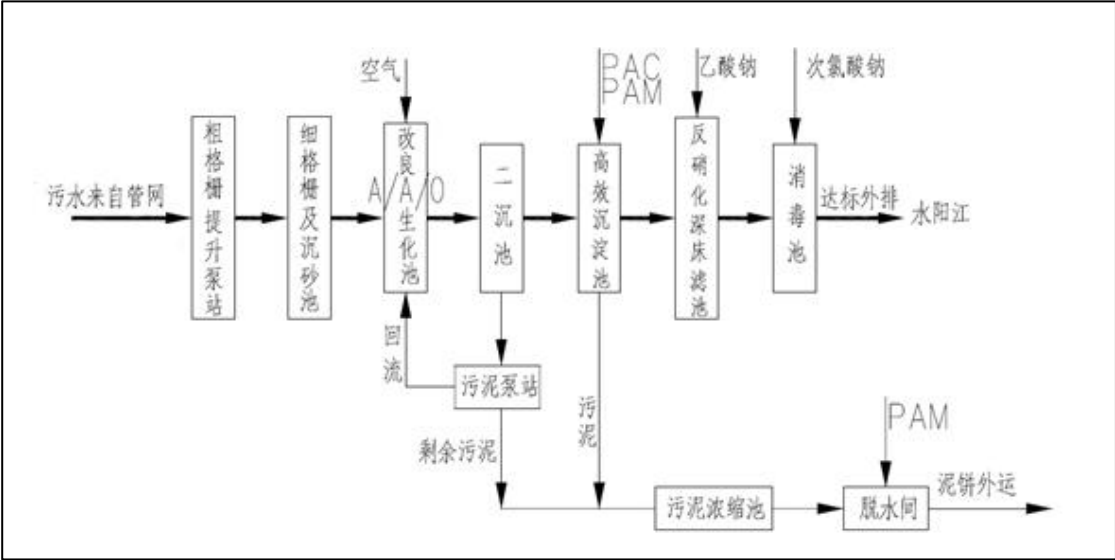 空气
PAC
PAM
乙酸钠
次氯酸钠
污水来自管网
粗格栅提升泵站
细格栅及沉砂池
改良A/A/O生化池
二沉池
高效沉淀池
反硝化深床滤池
消毒池
达标外排
水阳江
回流
污泥泵站
剩余污泥
污泥
PAM
污泥浓缩池
脱水间
泥饼外运